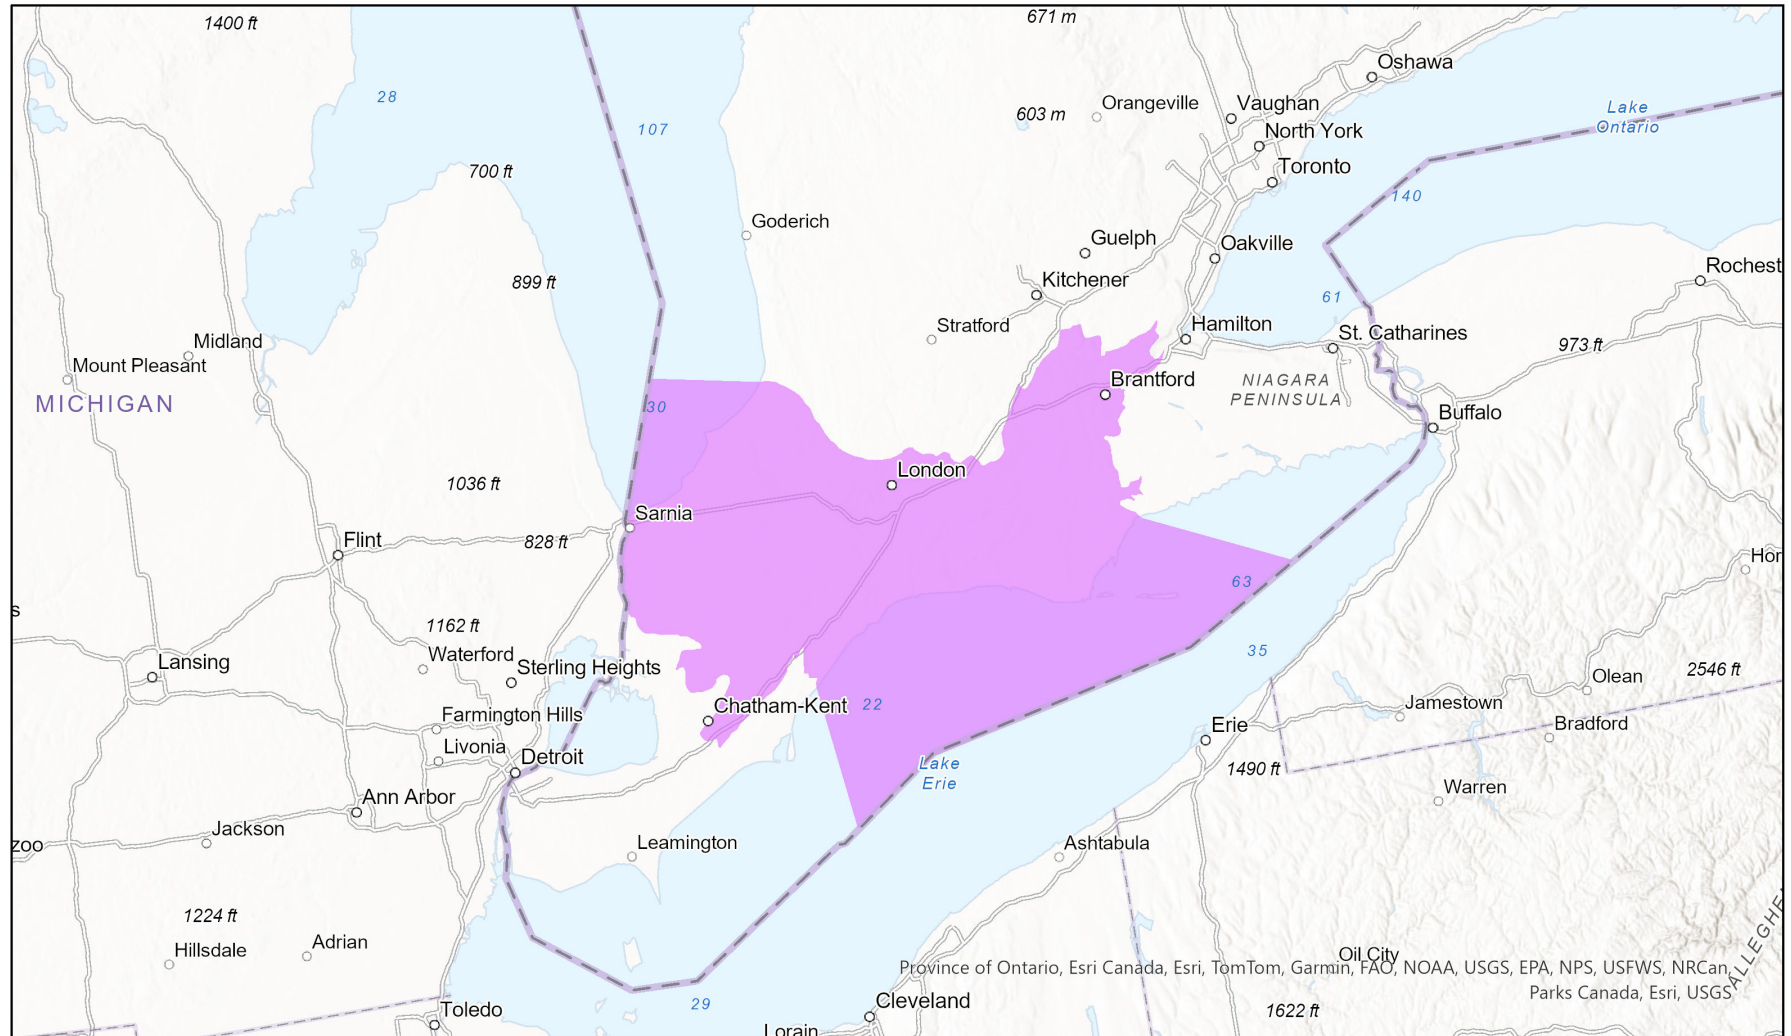 1400 ft
671 m
Oshawa
28
107
603 m
Orangeville
Vaughan
North York
Toronto
Lake
Ontario
140
700 ft
Goderich
Guelph
Oakville
Kitchener
899 ft
61
Rochest
Midland
Mount Pleasant
MICHIGAN
Stratford
Hamilton
St. Catharines
973 ft
Brantford
NIAGARA
PENINSULA
30
Buffalo
London
1036 ft
Sarnia
Flint
828 ft
63
Hor
s
1162 ft
Waterford
Sterling Heights
Lansing
35
Olean
2546 ft
Farmington Hills
Chatham-Kent
22
Jamestown
Bradford
Livonia
Detroit
Erie
Lake
Erie
1490 ft
Warren
Ann Arbor
Jackson
zoo
Leamington
Ashtabula
1224 ft
Hillsdale
Adrian
Oil City
ALLEGHE
Province of Ontario, Esri Canada, Esri, TomTom, Garmin, FAO, NOAA, USGS, EPA, NPS, USFWS, NRCan,
Parks Canada, Esri, USGS
29
Toledo
Cleveland
Lorain
1622 ft